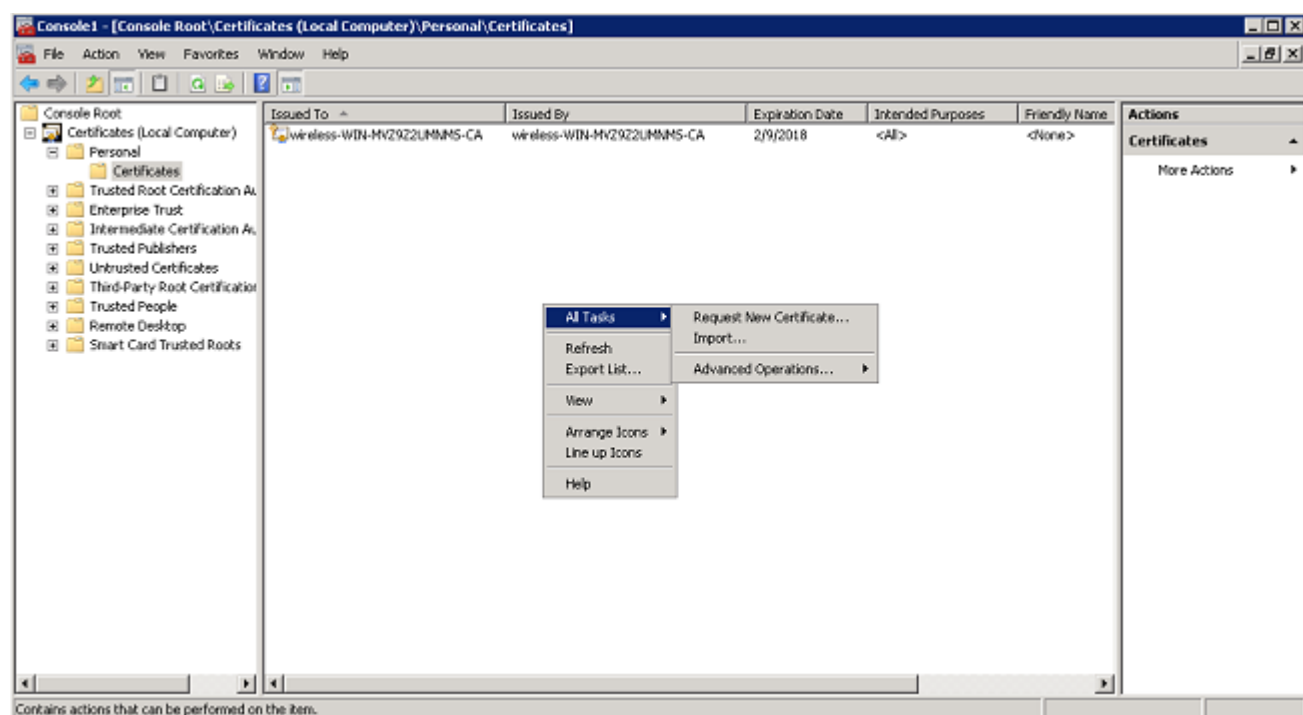 Console1 - [Console Root\Certificates (Local Computer)\Personal\Certificates]
File Action View Favorites Window Help
Console Root
Certificates (Local Computer)
Personal
Certificates
Trusted Root Certification Au
Enterprise Trust
Intermediate Certification Au
Trusted Publishers
Untrusted Certificates
Third-Party Root Certification
Trusted People
Remote Desktop
Smart Card Trusted Roots
Issued To Issued By Expiration Date Intended Purposes Friendly Name
wireless-WIN-MVZ9Z2UMNMS-CA wireless-WIN-MVZ9Z2UMNMS-CA 2/9/2018 <All> <None>
All Tasks
Refresh
Export List...
View
Arrange Icons
Line up Icons
Help
Request New Certificate...
Import...
Advanced Operations...
Actions
Certificates
More Actions
Contains actions that can be performed on the item.